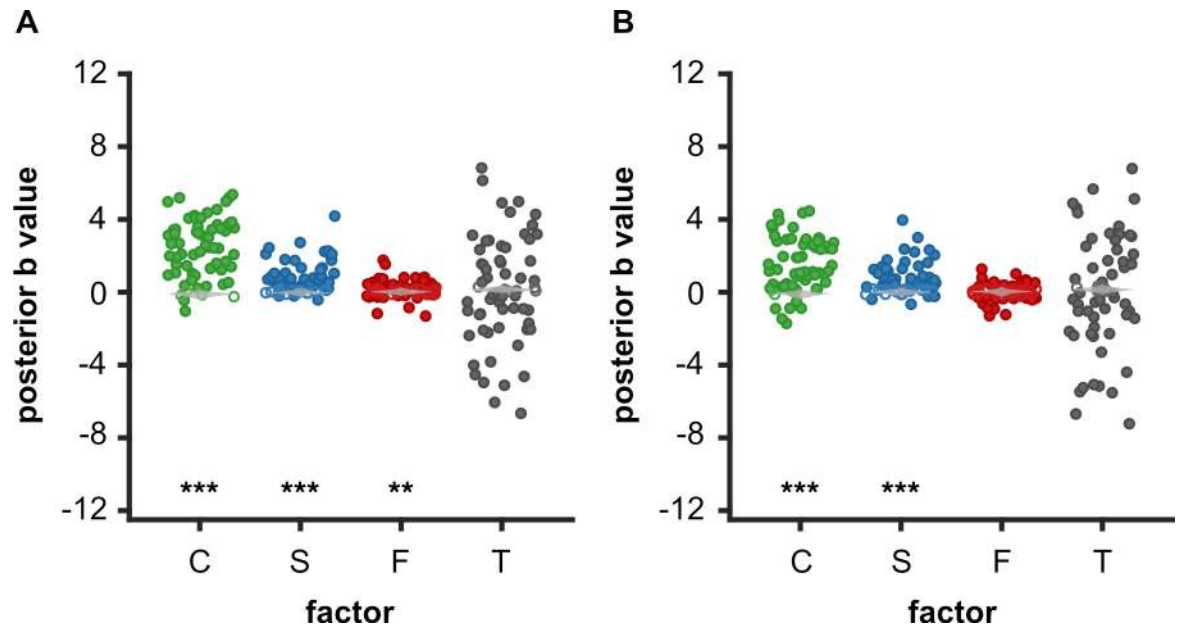 A
B
posterior b value
12
8
4
0
-4
-8
-12
*** *** **
C S F T
factor
posterior b value
12
8
4
0
-4
-8
-12
*** ***
C S F T
factor